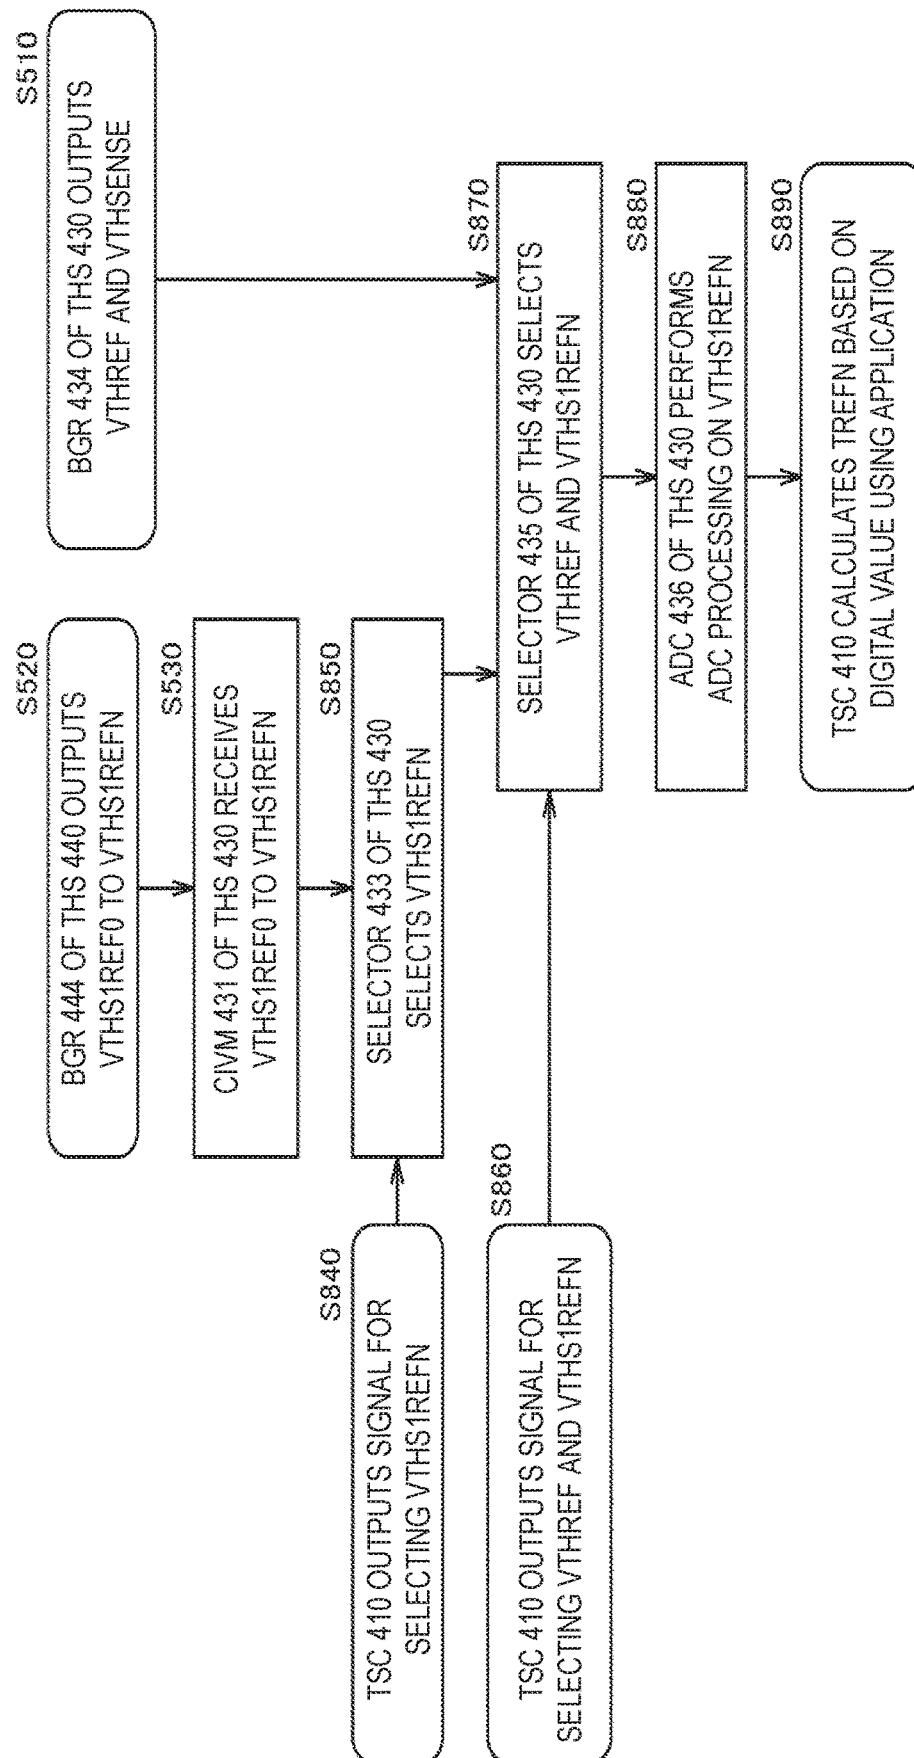 S510
BGR 434 OF THS 430 OUTPUTS
VTHREF AND VTHSENSE
S520
BGR 444 OF THS 440 OUTPUTS
VTHS1REF0 TO VTHS1REFN
S530
CIVM 431 OF THS 430 RECEIVES
VTHS1REF0 TO VTHS1REFN
S840
TSC 410 OUTPUTS SIGNAL FOR
SELECTING VTHS1REFN
S850
SELECTOR 433 OF THS 430
SELECTS VTHS1REFN
S860
TSC 410 OUTPUTS SIGNAL FOR
SELECTING VTHREF AND VTHS1REFN
S870
SELECTOR 435 OF THS 430 SELECTS
VTHREF AND VTHS1REFN
S880
ADC 436 OF THS 430 PERFORMS
ADC PROCESSING ON VTHS1REFN
S890
TSC 410 CALCULATES TREFN BASED ON
DIGITAL VALUE USING APPLICATION